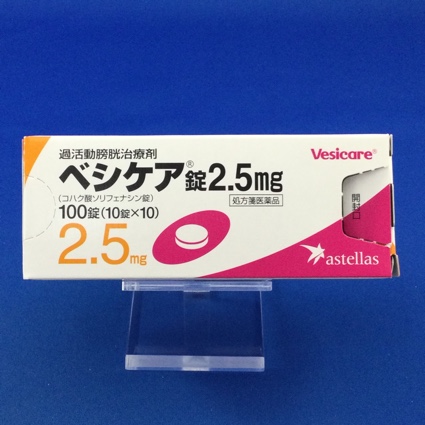 過活動膀胱治療剤
Vesicare®
ベシケア®錠2.5mg
(コハク酸ソリフェナシン錠)
処方箋医薬品
100錠(10錠×10)
2.5mg
開封口
astellas